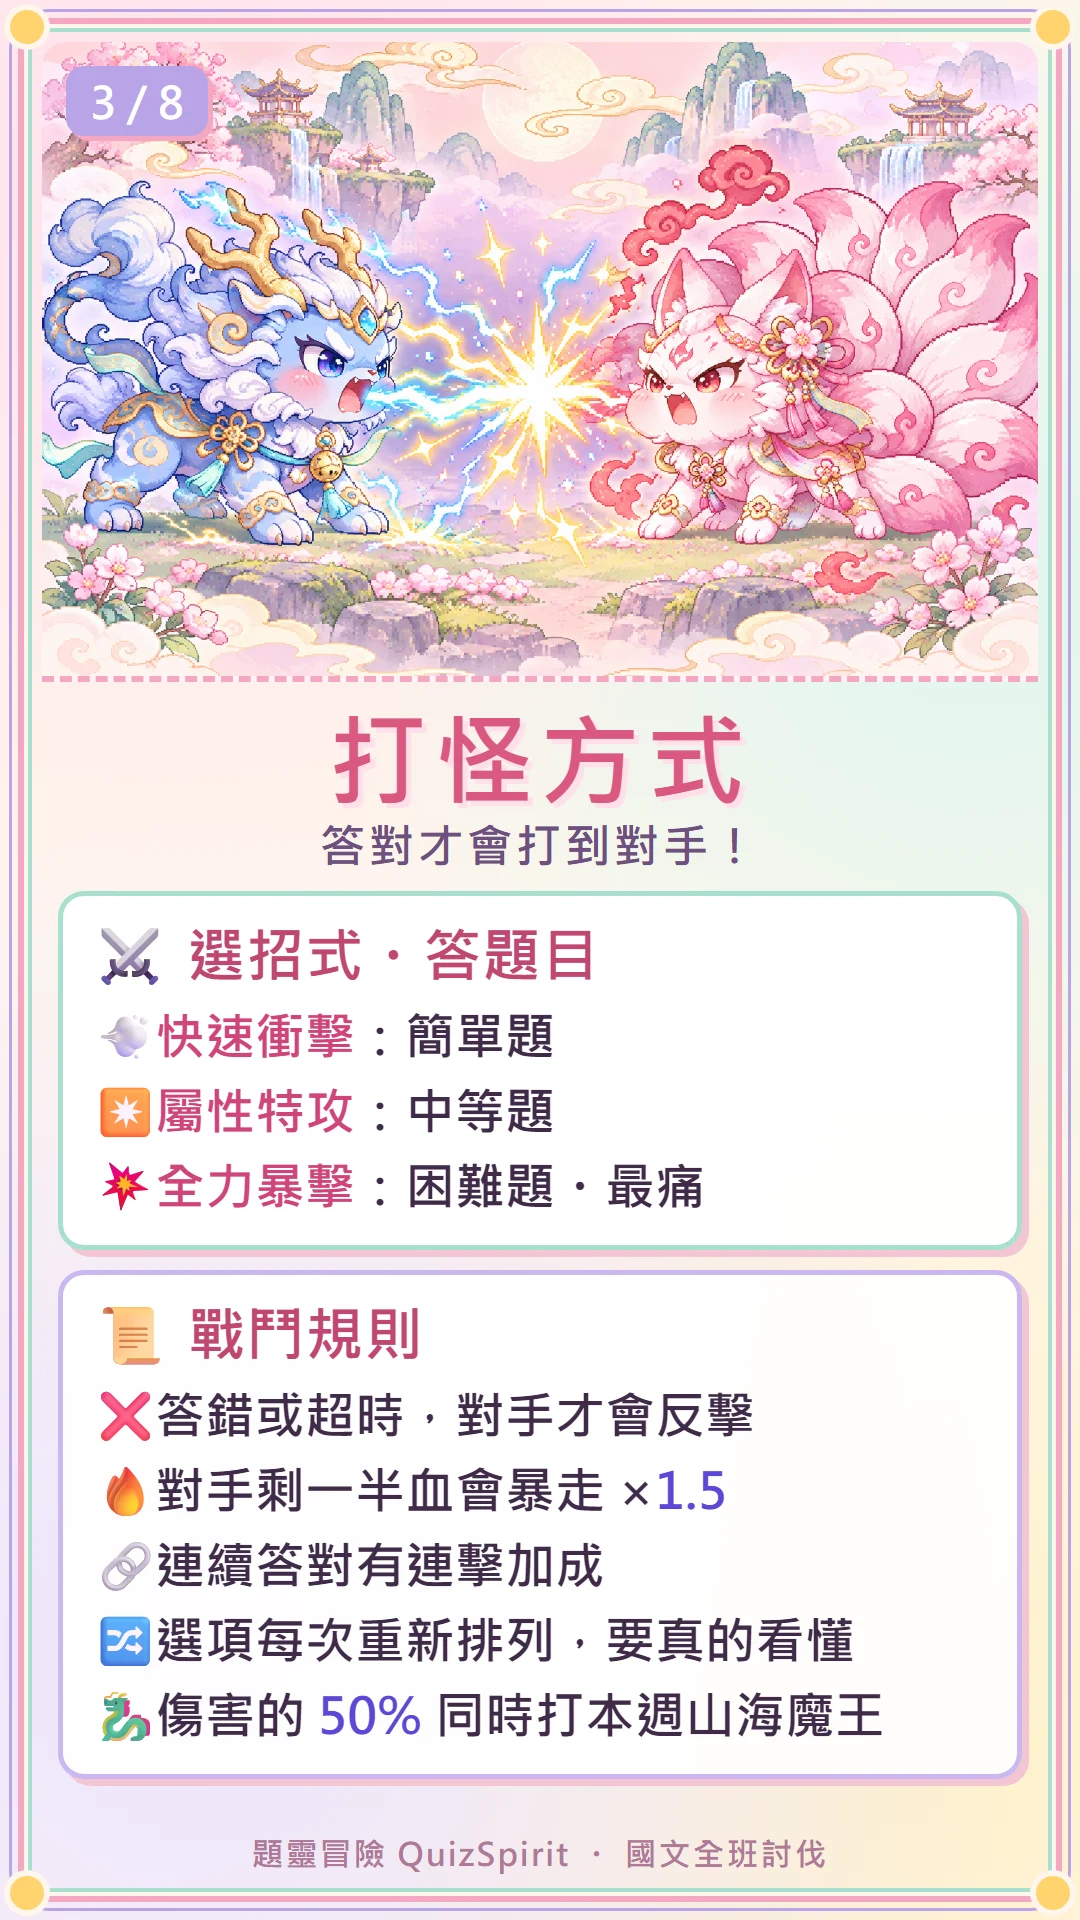 3/8
打怪方式
答對才會打到對手！
選招式・答題目
快速衝擊：簡單題
屬性特攻：中等題
全力暴擊：困難題・最痛
戰鬥規則
答錯或超時，對手才會反擊
對手剩一半血會暴走 ×1.5
連續答對有連擊加成
選項每次重新排列，要真的看懂
傷害的 50% 同時打本週山海魔王
題靈冒險 QuizSpirit ・ 國文全班討伐